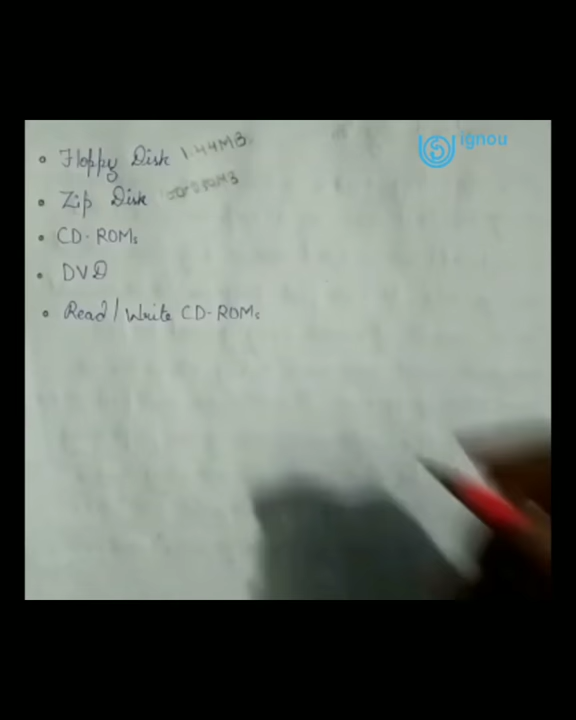 ignou
• Floppy Disk 1.44MB
• Zip Disk
• CD-ROMs
• DVD
• Read/Write CD-ROMs